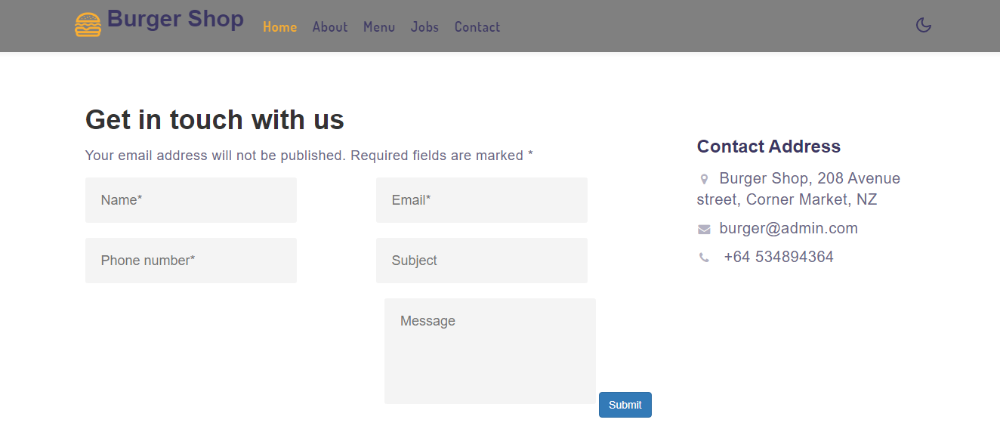 Burger Shop Home About Menu Jobs Contact
Get in touch with us
Your email address will not be published. Required fields are marked *
Name* Email*
Phone number* Subject
Message
Submit
Contact Address
Burger Shop, 208 Avenue
street, Corner Market, NZ
burger@admin.com
+64 534894364